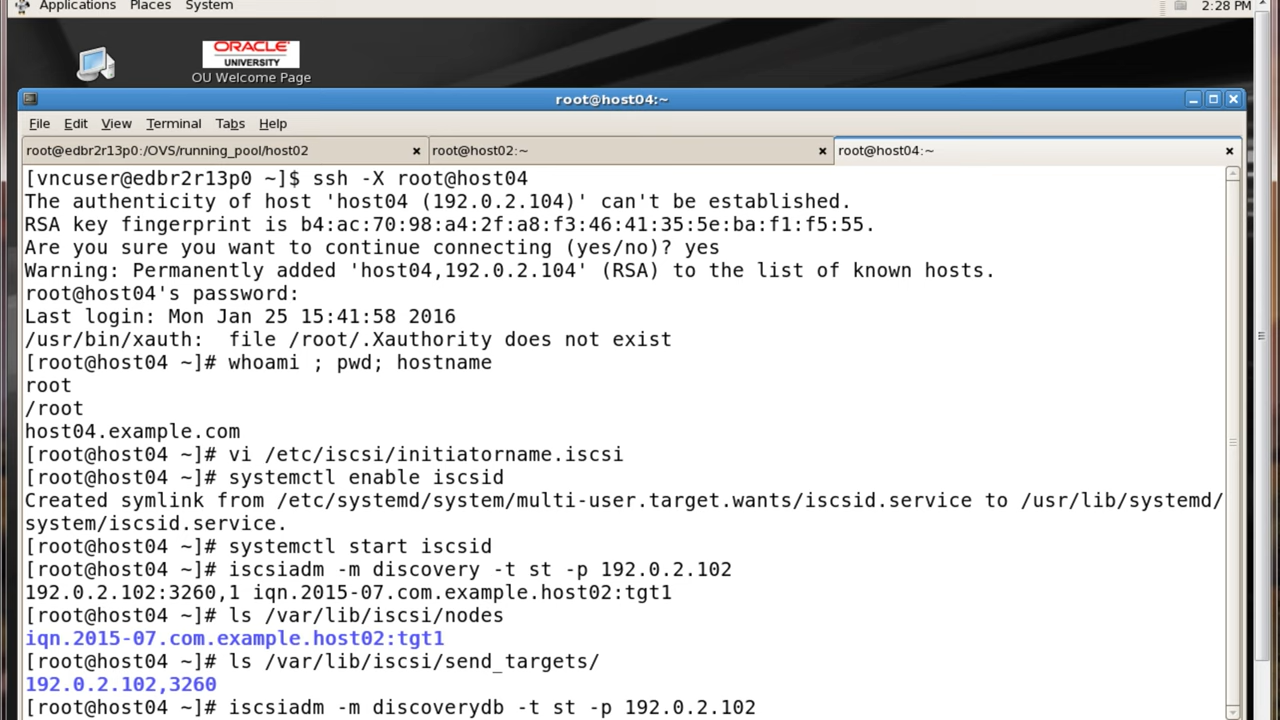 Applications Places System 2:28 PM
ORACLE
UNIVERSITY
OU Welcome Page
root@host04:~
File Edit View Terminal Tabs Help
root@edbr2r13p0:/OVS/running_pool/host02 root@host02:~ root@host04:~
[vncuser@edbr2r13p0 ~]$ ssh -X root@host04
The authenticity of host 'host04 (192.0.2.104)' can't be established.
RSA key fingerprint is b4:ac:70:98:a4:2f:a8:f3:46:41:35:5e:ba:f1:f5:55.
Are you sure you want to continue connecting (yes/no)? yes
Warning: Permanently added 'host04,192.0.2.104' (RSA) to the list of known hosts.
root@host04's password:
Last login: Mon Jan 25 15:41:58 2016
/usr/bin/xauth:  file /root/.Xauthority does not exist
[root@host04 ~]# whoami ; pwd; hostname
root
/root
host04.example.com
[root@host04 ~]# vi /etc/iscsi/initiatorname.iscsi
[root@host04 ~]# systemctl enable iscsid
Created symlink from /etc/systemd/system/multi-user.target.wants/iscsid.service to /usr/lib/systemd/
system/iscsid.service.
[root@host04 ~]# systemctl start iscsid
[root@host04 ~]# iscsiadm -m discovery -t st -p 192.0.2.102
192.0.2.102:3260,1 iqn.2015-07.com.example.host02:tgt1
[root@host04 ~]# ls /var/lib/iscsi/nodes
iqn.2015-07.com.example.host02:tgt1
[root@host04 ~]# ls /var/lib/iscsi/send_targets/
192.0.2.102,3260
[root@host04 ~]# iscsiadm -m discoverydb -t st -p 192.0.2.102